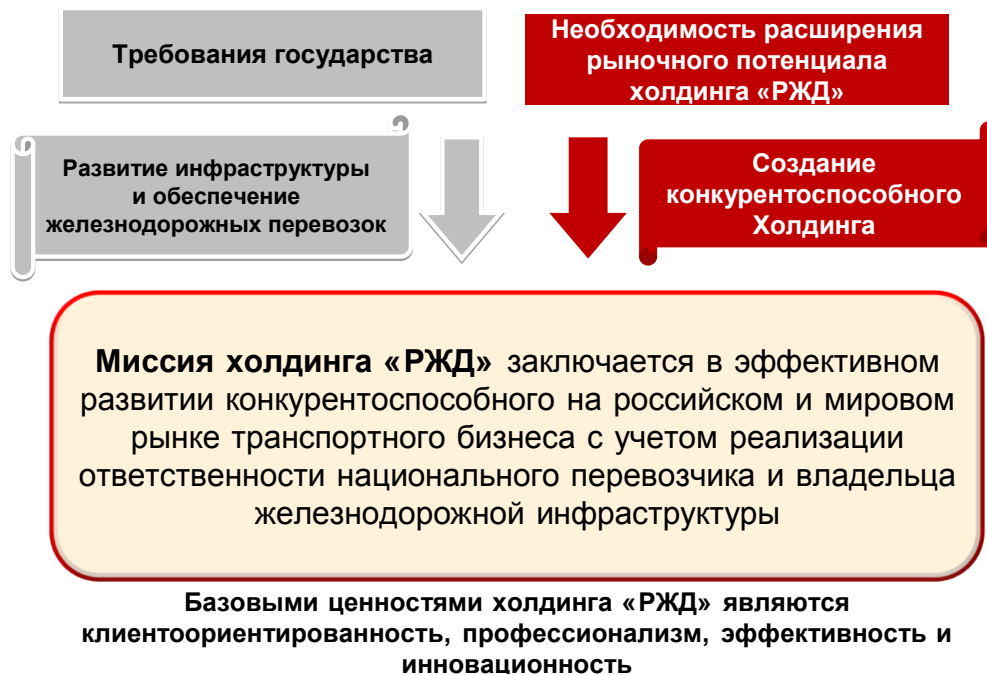 Требования государства
Необходимость расширения
рыночного потенциала
холдинга «РЖД»
Развитие инфраструктуры
и обеспечение
железнодорожных перевозок
Создание
конкурентоспособного
Холдинга
Миссия холдинга «РЖД» заключается в эффективном
развитии конкурентоспособного на российском и мировом
рынке транспортного бизнеса с учетом реализации
ответственности национального перевозчика и владельца
железнодорожной инфраструктуры
Базовыми ценностями холдинга «РЖД» являются
клиентоориентированность, профессионализм, эффективность и
инновационность